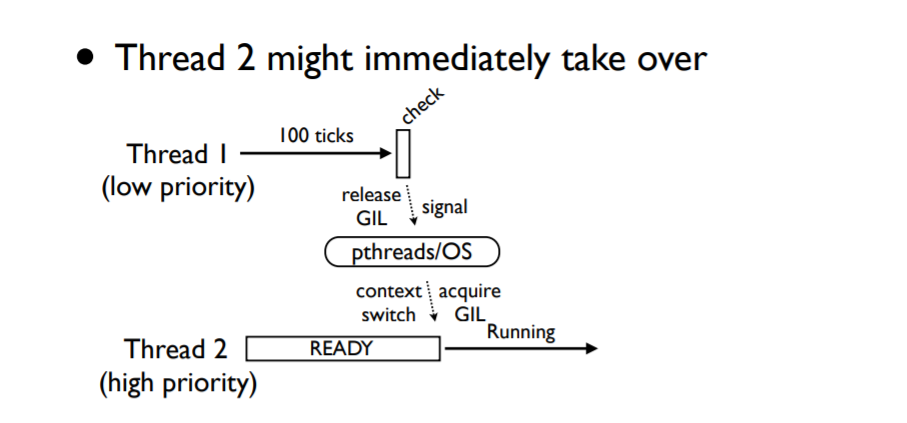 • Thread 2 might immediately take over
check
100 ticks
Thread 1
(low priority)
release
GIL
signal
pthreads/OS
context
switch
acquire
GIL
Running
Thread 2
READY
(high priority)